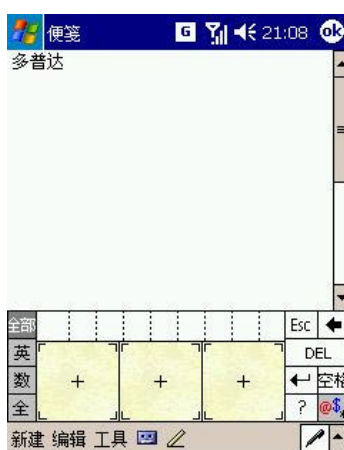 便笺 G 21:08 ok
多普达
全部 Esc
英 DEL
数 空格
全 ? @$
新建 编辑 工具